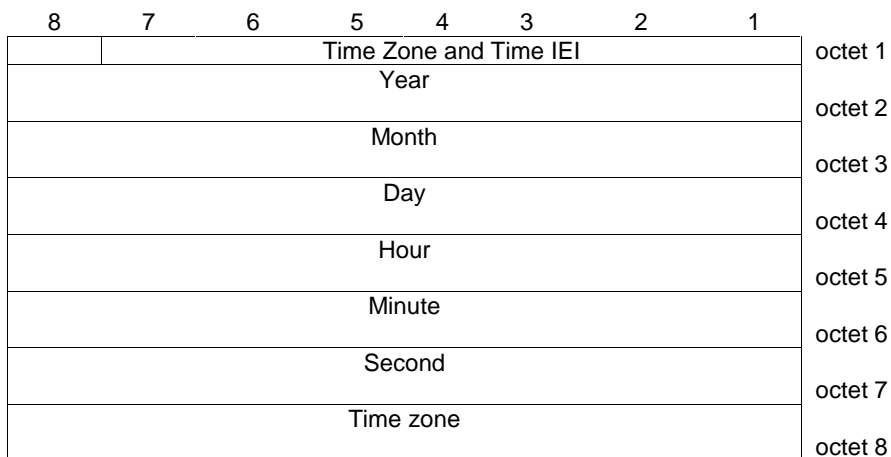 8 7 6 5 4 3 2 1
Time Zone and Time IEI octet 1
Year
octet 2
Month
octet 3
Day
octet 4
Hour
octet 5
Minute
octet 6
Second
octet 7
Time zone
octet 8